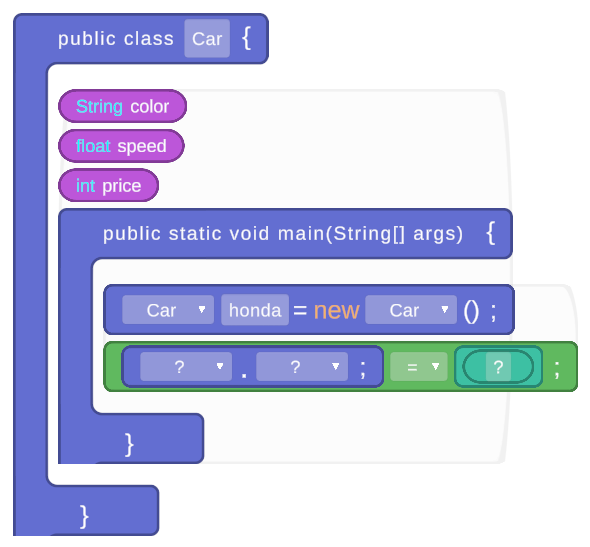 public class Car {
String color
float speed
int price
public static void main(String[] args) {
Car honda = new Car () ;
? . ? ; = ? ;
}
}